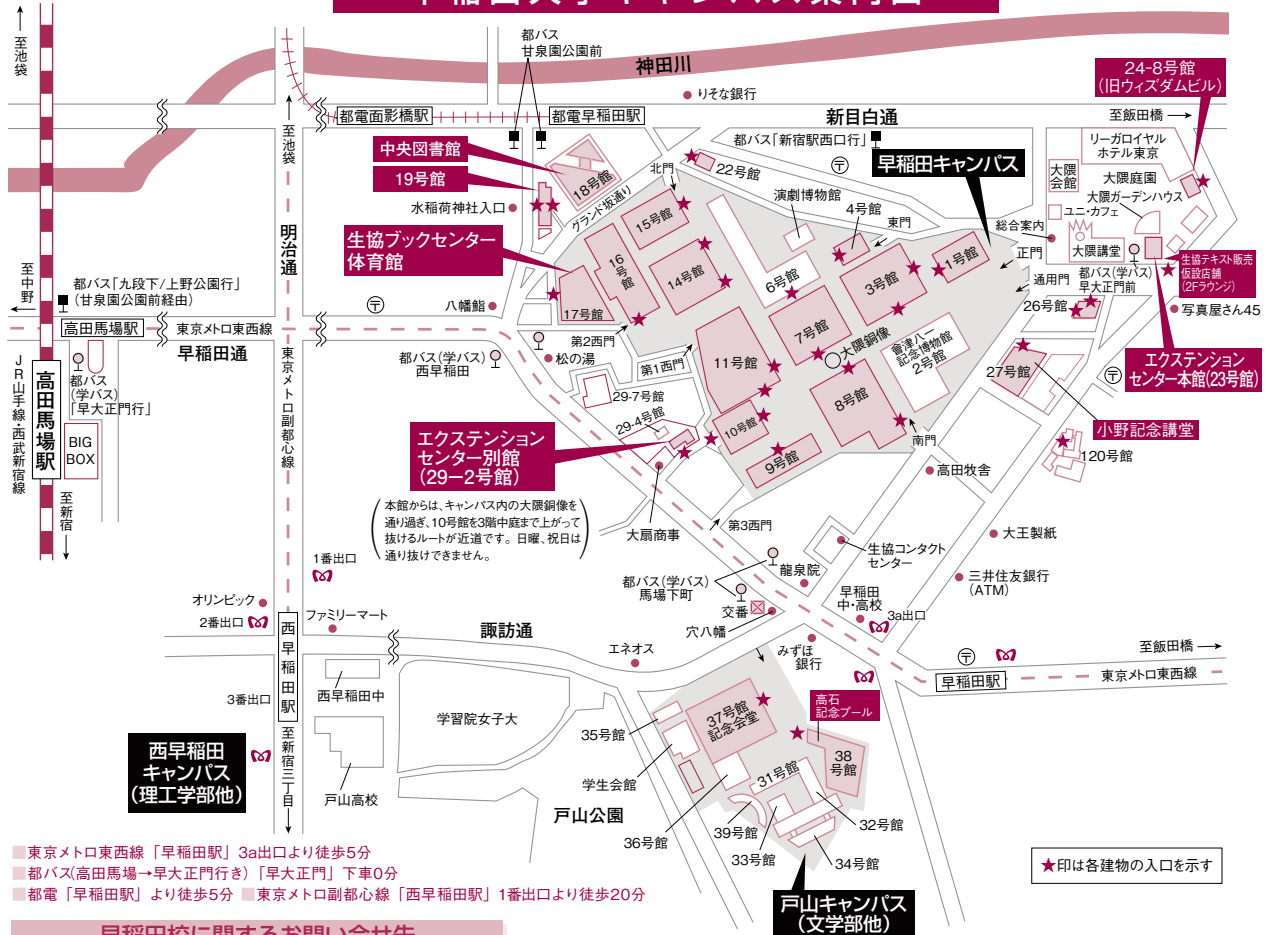 早稲田大学キャンパス案内図
↑至池袋
都バス
甘泉園公園前
神田川
りそな銀行
24-8号館
(旧ウィズダムビル)
都電面影橋駅
都電早稲田駅
新目白通
至飯田橋
至池袋
中央図書館
19号館
18号館
北門
22号館
都バス「新宿駅西口行」
〒
早稲田キャンパス
リーガロイヤル
ホテル東京
大隈
会館
大隈庭園
大隈ガーデンハウス
ユニ・カフェ
総合案内
大隈講堂
水稲荷神社入口
グランド坂通り
演劇博物館
4号館
東門
正門
通用門
明治通
生協ブックセンター
体育館
15号館
16号館
14号館
6号館
3号館
1号館
生協テキスト販売
仮設店舗
(2Fラウンジ)
都バス(学バス)
早大正門前
26号館
写真屋さん45
至中野
都バス「九段下/上野公園行」
(甘泉園公園前経由)
〒
八幡鮨
17号館
第2西門
高田馬場駅
東京メトロ東西線
早稲田通
都バス(学バス)
西早稲田
松の湯
第1西門
11号館
7号館
大隈銅像
會津八一
記念博物館
2号館
27号館
〒
エクステンション
センター本館(23号館)
JR山手線・西武新宿線
高田馬場駅
都バス
(学バス)
「早大正門行」
BIG
BOX
至新宿
東京メトロ副都心線
29-7号館
29-4号館
10号館
8号館
9号館
南門
小野記念講堂
120号館
エクステンション
センター別館
(29−2号館)
高田牧舎
本館からは、キャンパス内の大隈銅像を
通り過ぎ、10号館を3階中庭まで上がって
抜けるルートが近道です。日曜、祝日は
通り抜けできません。
大扇商事
第3西門
生協コンタクト
センター
大王製紙
三井住友銀行
(ATM)
1番出口
都バス(学バス)
馬場下町
龍泉院
早稲田
中・高校
3a出口
オリンピック
2番出口
ファミリーマート
諏訪通
エネオス
交番
穴八幡
みずほ
銀行
〒
至飯田橋
早稲田駅
東京メトロ東西線
西早稲田駅
西早稲田中
3番出口
学習院女子大
35号館
37号館
記念会堂
高石
記念プール
38
号館
西早稲田
キャンパス
(理工学部他)
至新宿三丁目
戸山高校
学生会館
31号館
戸山公園
36号館
39号館
33号館
32号館
34号館
東京メトロ東西線「早稲田駅」3a出口より徒歩5分
都バス(高田馬場→早大正門行き)「早大正門」下車0分
都電「早稲田駅」より徒歩5分 東京メトロ副都心線「西早稲田駅」1番出口より徒歩20分
★印は各建物の入口を示す
戸山キャンパス
(文学部他)
早稲田校に関するお問い合せ先